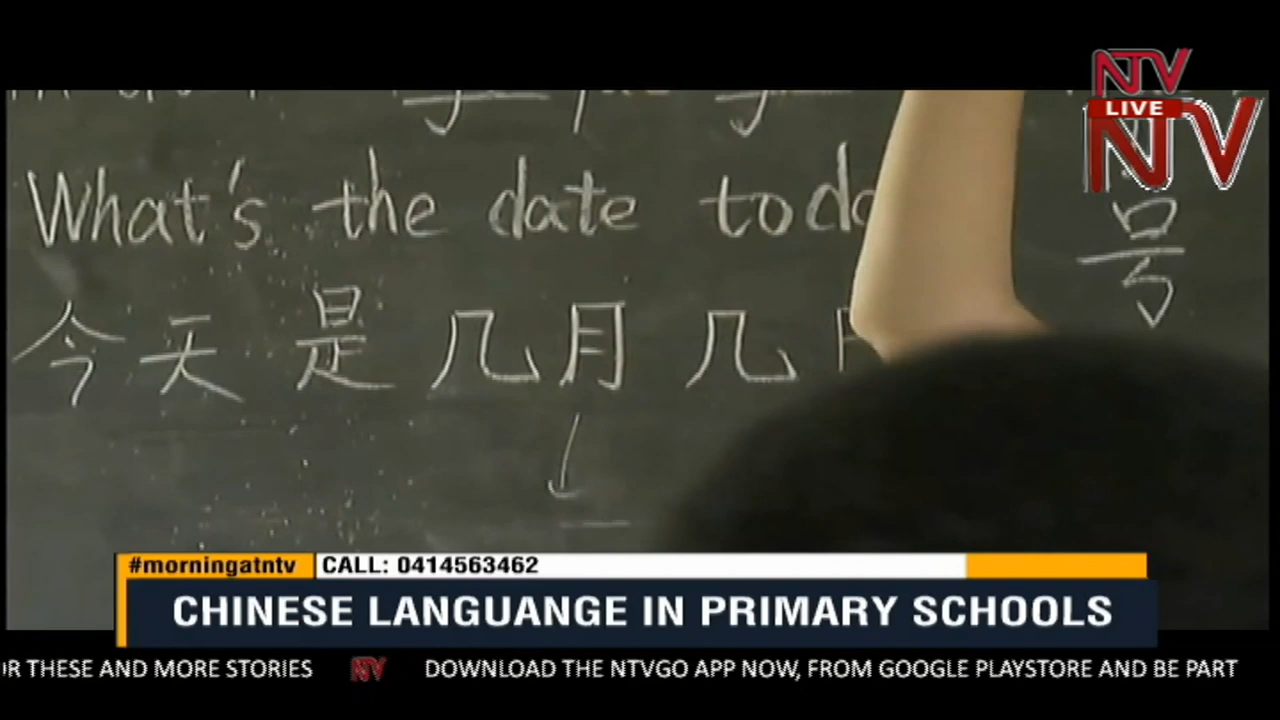 NTV
LIVE
NTV
What's the date
号
今天是几月几
#morningatntv CALL: 0414563462
CHINESE LANGUANGE IN PRIMARY SCHOOLS
THESE AND MORE STORIES NTV DOWNLOAD THE NTVGO APP NOW, FROM GOOGLE PLAYSTORE AND BE PART